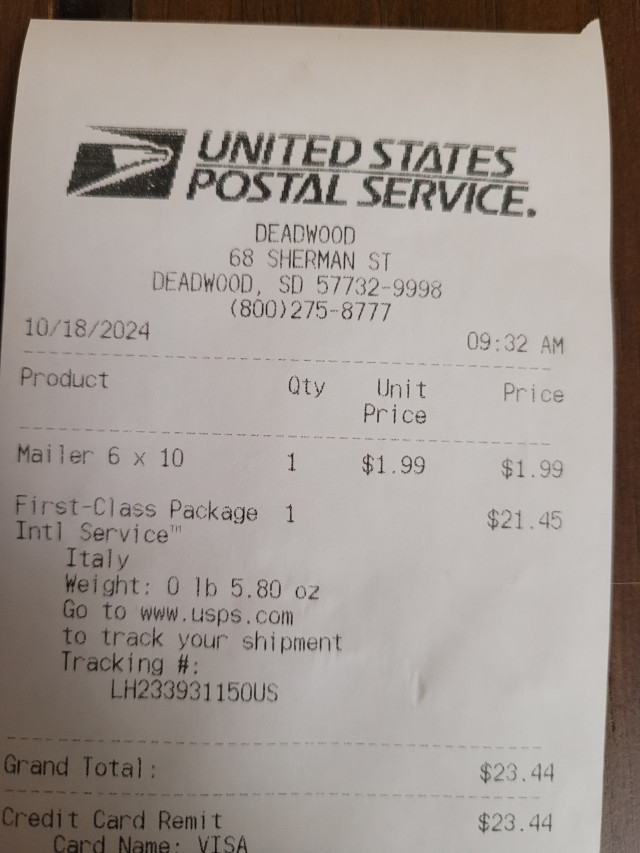 UNITED STATES
POSTAL SERVICE.
DEADWOOD
68 SHERMAN ST
DEADWOOD, SD 57732-9998
(800)275-8777
10/18/2024 09:32 AM
Product Qty Unit Price
Price
Mailer 6 x 10 1 $1.99 $1.99
First-Class Package 1 $21.45
Intl Service™
Italy
Weight: 0 lb 5.80 oz
Go to www.usps.com
to track your shipment
Tracking #:
LH233931150US
Grand Total: $23.44
Credit Card Remit $23.44
Card Name: VISA